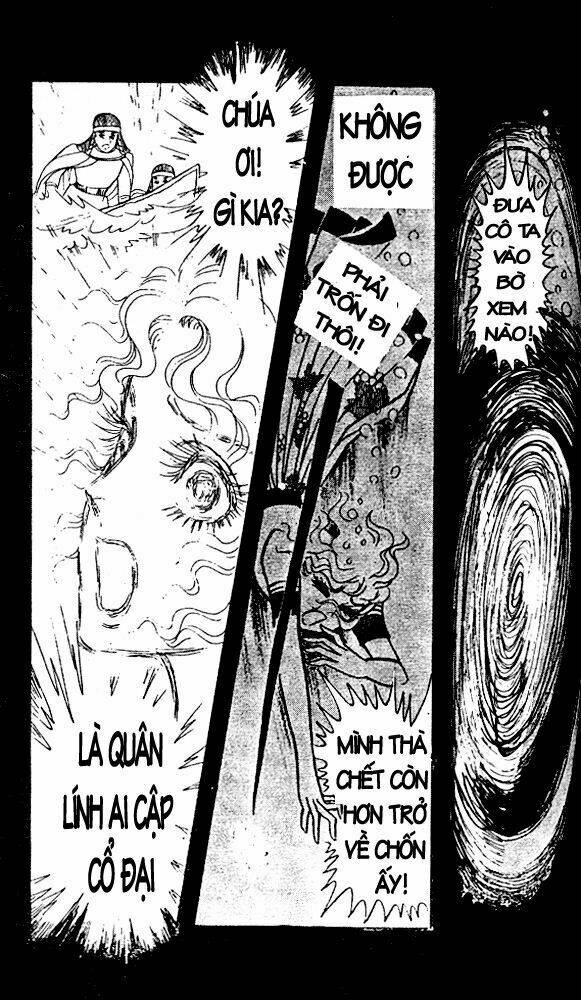 CHÚA
ƠI!
GÌ KIA?
LÀ QUÂN
LÍNH AI CẬP
CỔ ĐẠI
KHÔNG
ĐƯỢC
PHẢI
TRỐN ĐI
THÔI!
MÌNH THÀ
CHẾT CÒN
HƠN TRỞ
VỀ CHỐN
ẤY!
ĐƯA
CÔ TA
VÀO
BỜ
XEM
NÀO!